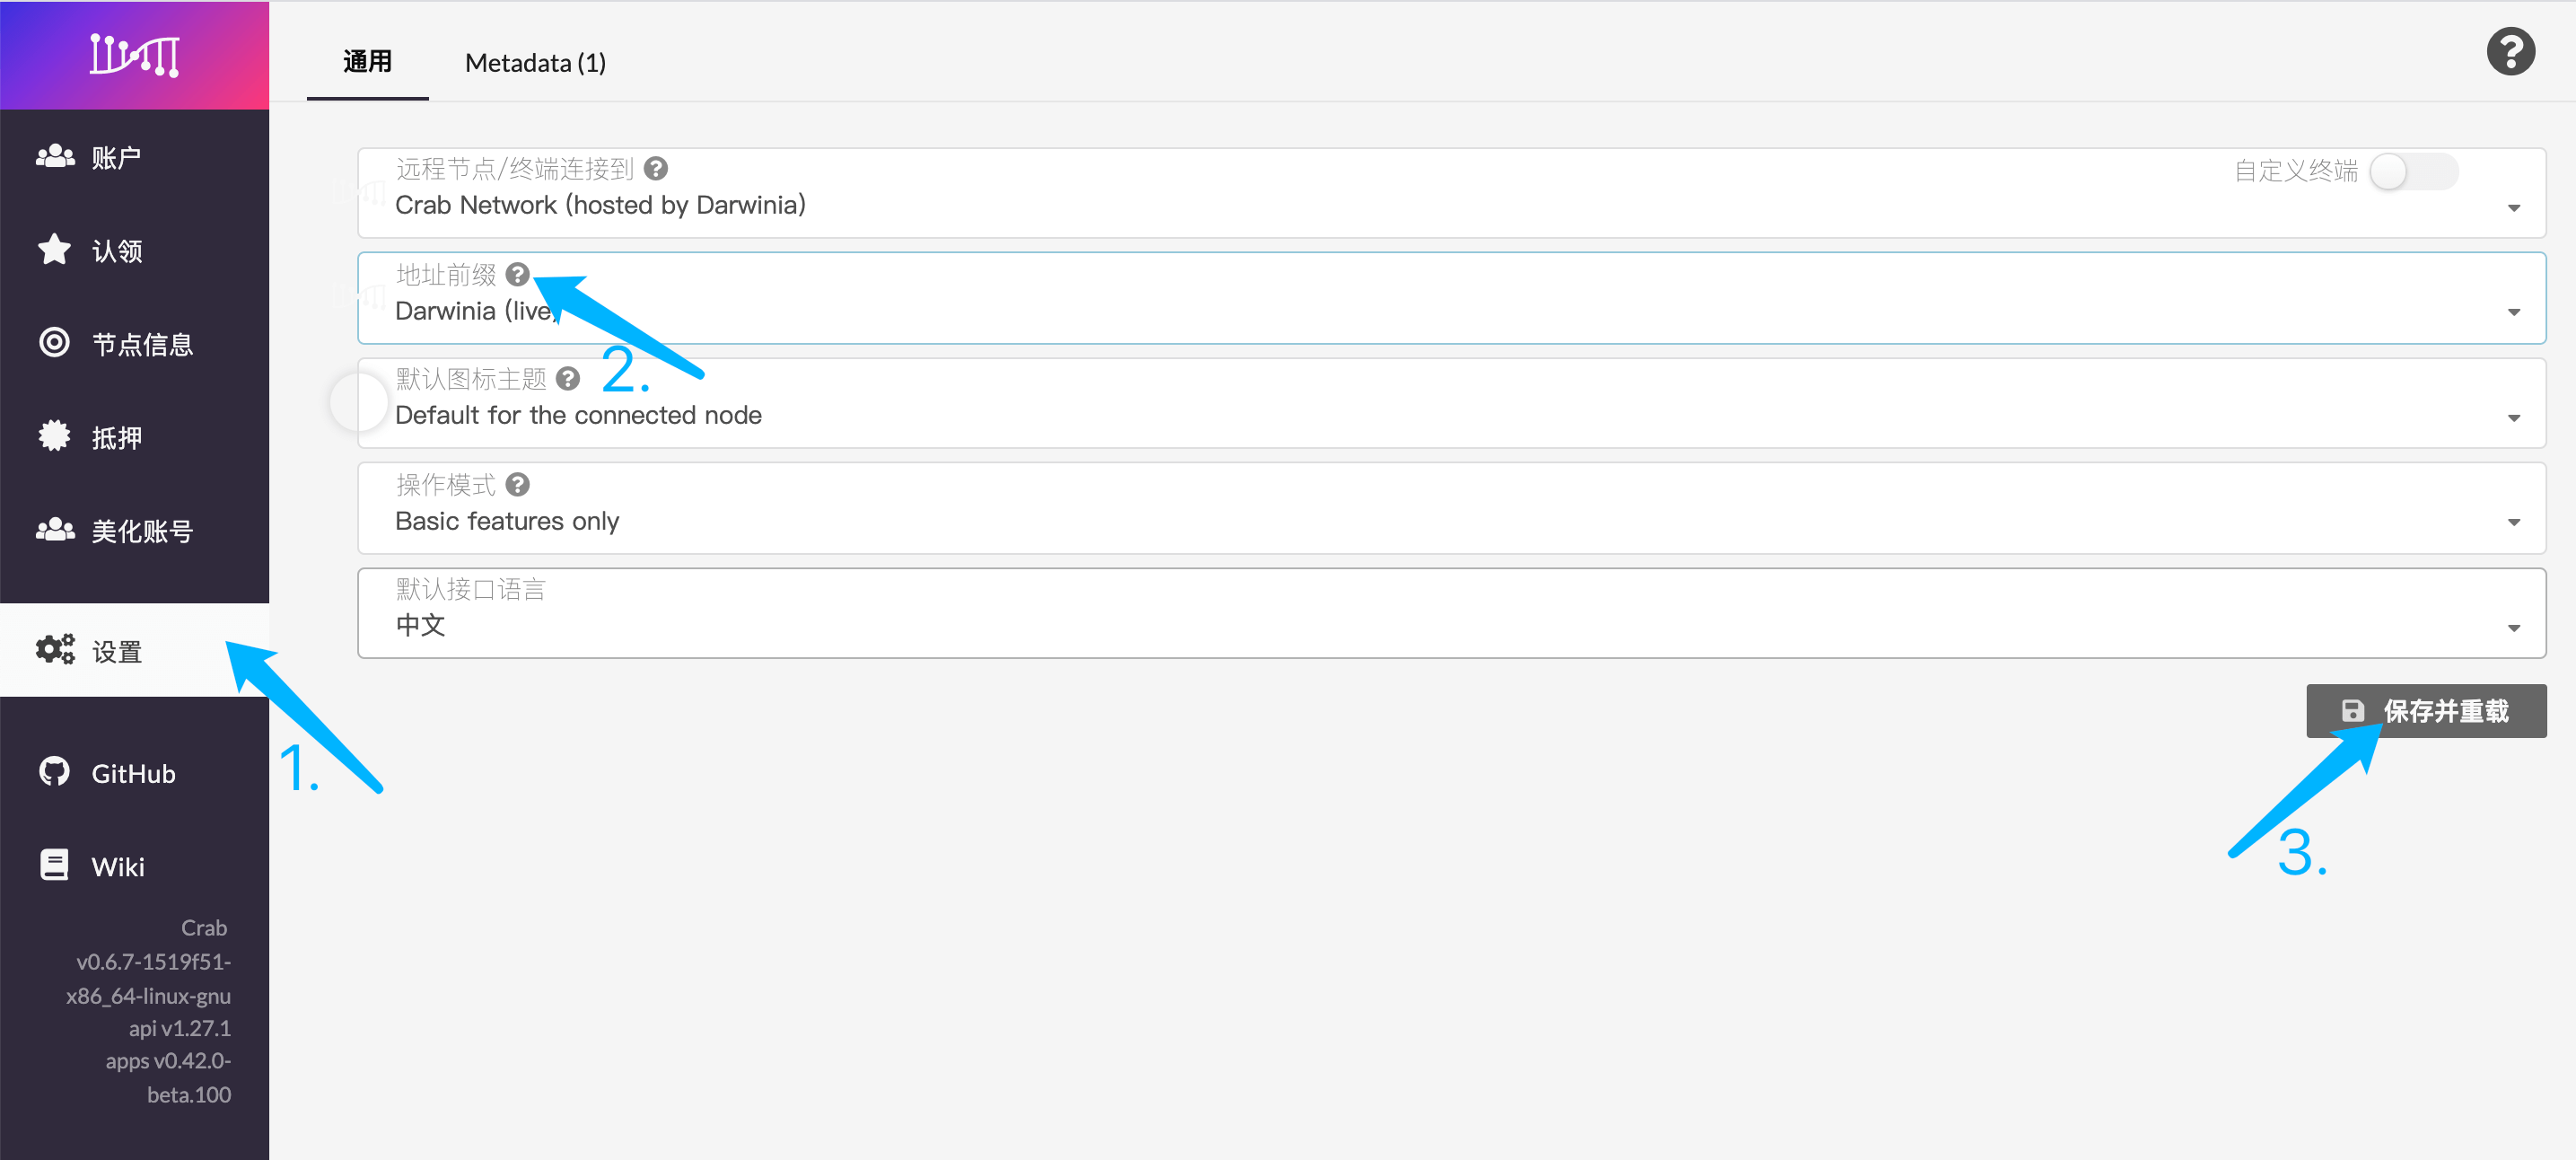 通用
Metadata (1)
账户
认领
节点信息
抵押
美化账号
设置
GitHub
Wiki
Crab
v0.6.7-1519f51-
x86_64-linux-gnu
api v1.27.1
apps v0.42.0-
beta.100
远程节点/终端连接到
自定义终端
Crab Network (hosted by Darwinia)
地址前缀
Darwinia (live)
2.
默认图标主题
Default for the connected node
操作模式
Basic features only
默认接口语言
中文
1.
保存并重载
3.